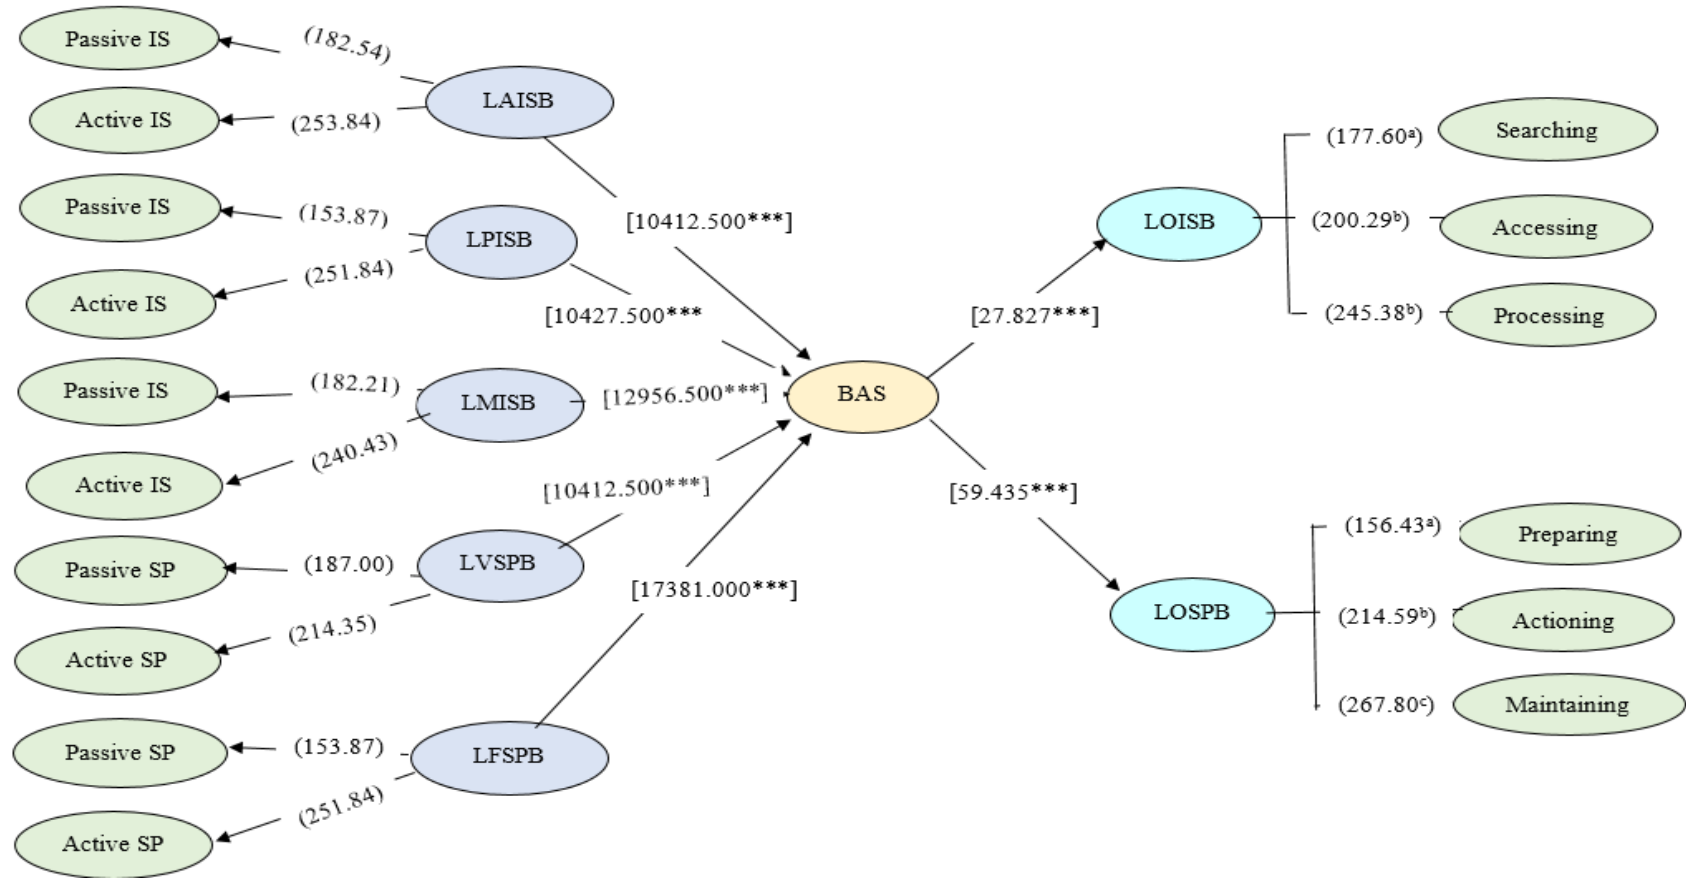 Passive IS
(182.54)
LAISB
Active IS
(253.84)
Passive IS
(153.87)
LPISB
Active IS
(251.84)
Passive IS
(182.21)
LMISB
Active IS
(240.43)
Passive SP
(187.00)
LVSPB
Active SP
(214.35)
Passive SP
(153.87)
LFSPB
Active SP
(251.84)
[10412.500***]
[10427.500***
[12956.500***]
[10412.500***]
[17381.000***]
BAS
[27.827***]
[59.435***]
LOISB
(177.60ᵃ)
Searching
(200.29ᵇ)
Accessing
(245.38ᵇ)
Processing
LOSPB
(156.43ᵃ)
Preparing
(214.59ᵇ)
Actioning
(267.80ᶜ)
Maintaining